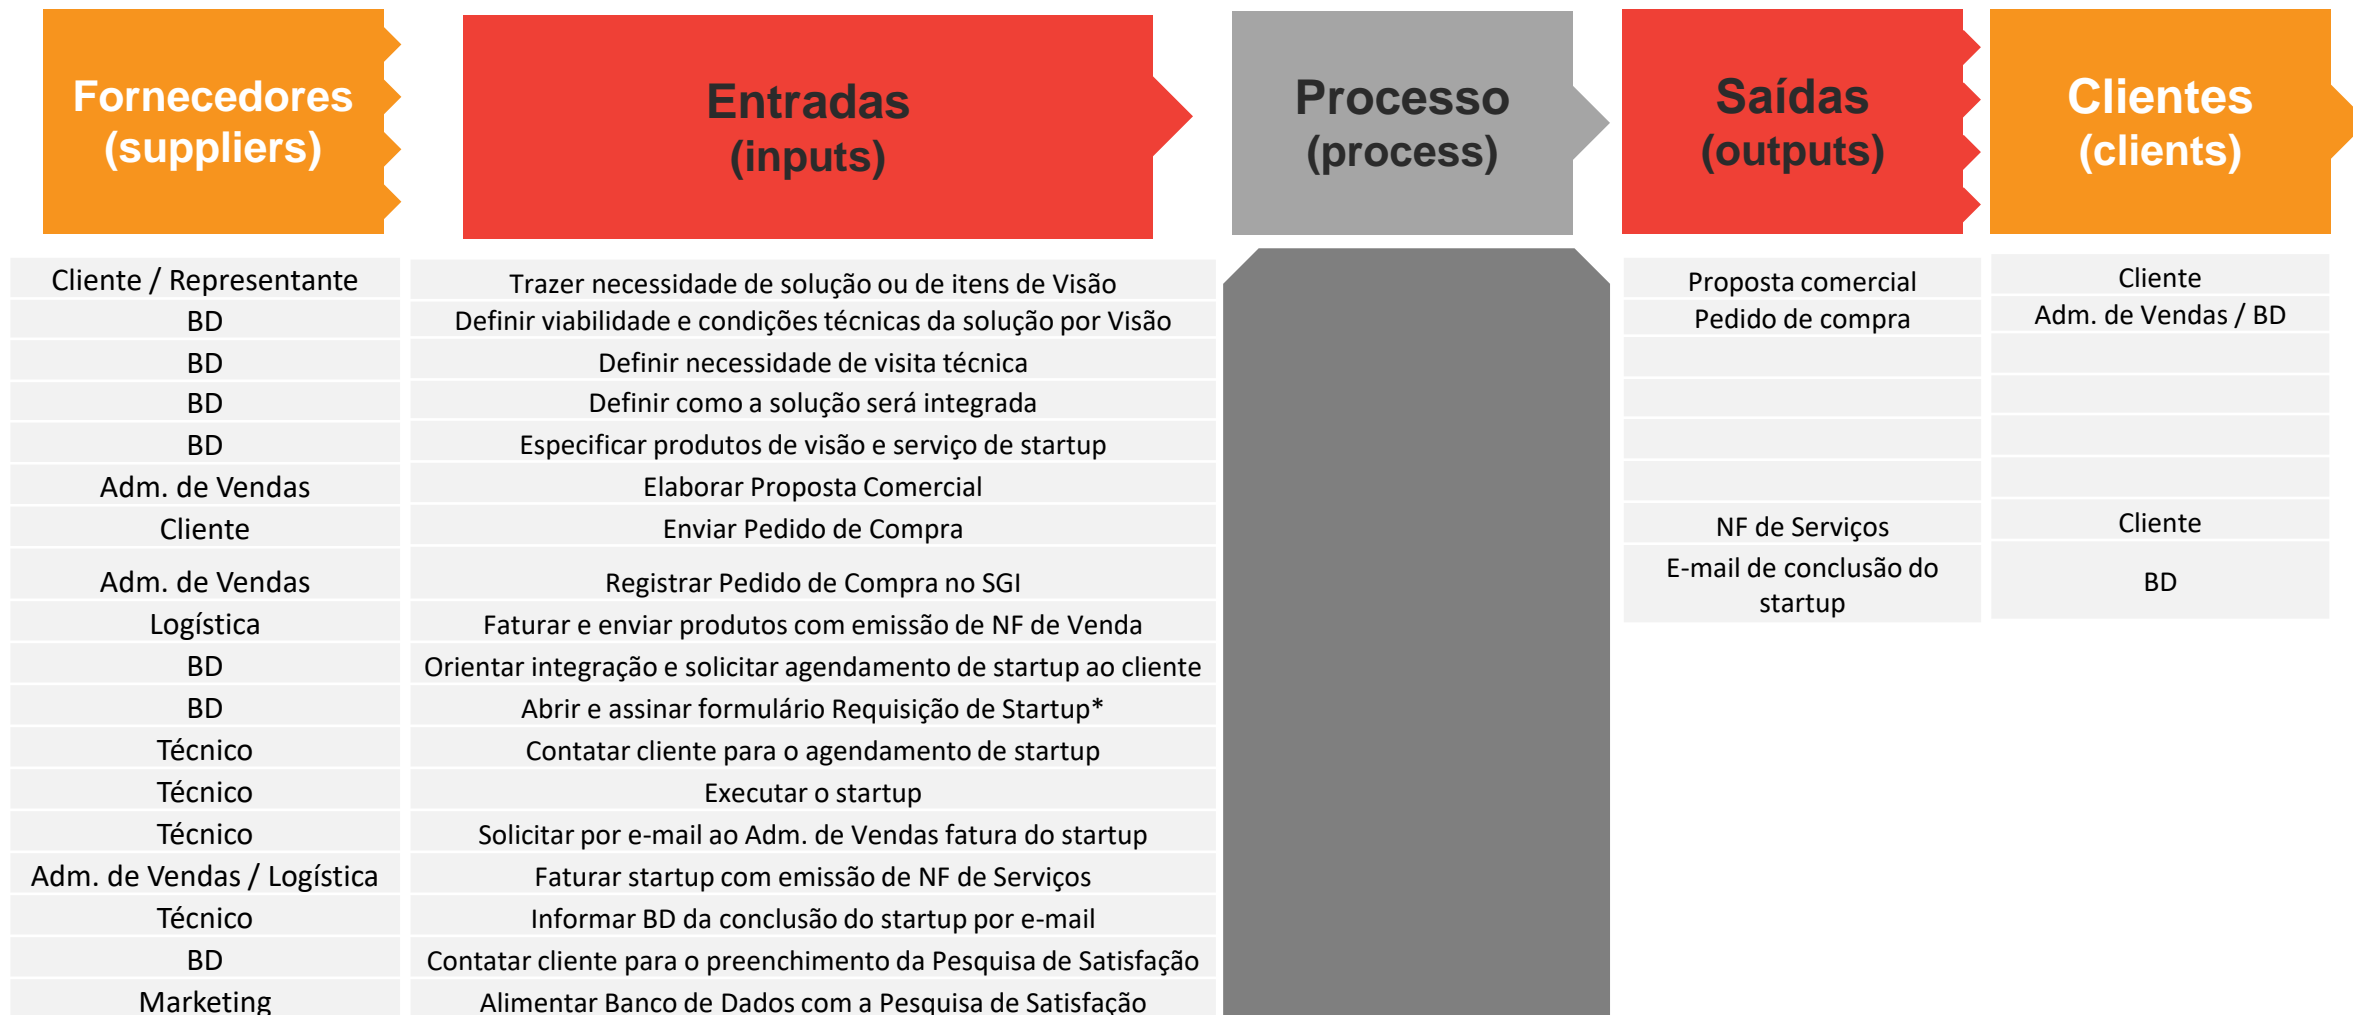 Fornecedores
(suppliers)
Entradas
(inputs)
Processo
(process)
Saídas
(outputs)
Clientes
(clients)
Cliente / Representante
Trazer necessidade de solução ou de itens de Visão
Proposta comercial
Cliente
BD
Definir viabilidade e condições técnicas da solução por Visão
Pedido de compra
Adm. de Vendas / BD
BD
Definir necessidade de visita técnica
BD
Definir como a solução será integrada
BD
Especificar produtos de visão e serviço de startup
Adm. de Vendas
Elaborar Proposta Comercial
Cliente
Enviar Pedido de Compra
NF de Serviços
Cliente
Adm. de Vendas
Registrar Pedido de Compra no SGI
E-mail de conclusão do
startup
BD
Logística
Faturar e enviar produtos com emissão de NF de Venda
BD
Orientar integração e solicitar agendamento de startup ao cliente
BD
Abrir e assinar formulário Requisição de Startup*
Técnico
Contatar cliente para o agendamento de startup
Técnico
Executar o startup
Técnico
Solicitar por e-mail ao Adm. de Vendas fatura do startup
Adm. de Vendas / Logística
Faturar startup com emissão de NF de Serviços
Técnico
Informar BD da conclusão do startup por e-mail
BD
Contatar cliente para o preenchimento da Pesquisa de Satisfação
Marketing
Alimentar Banco de Dados com a Pesquisa de Satisfação